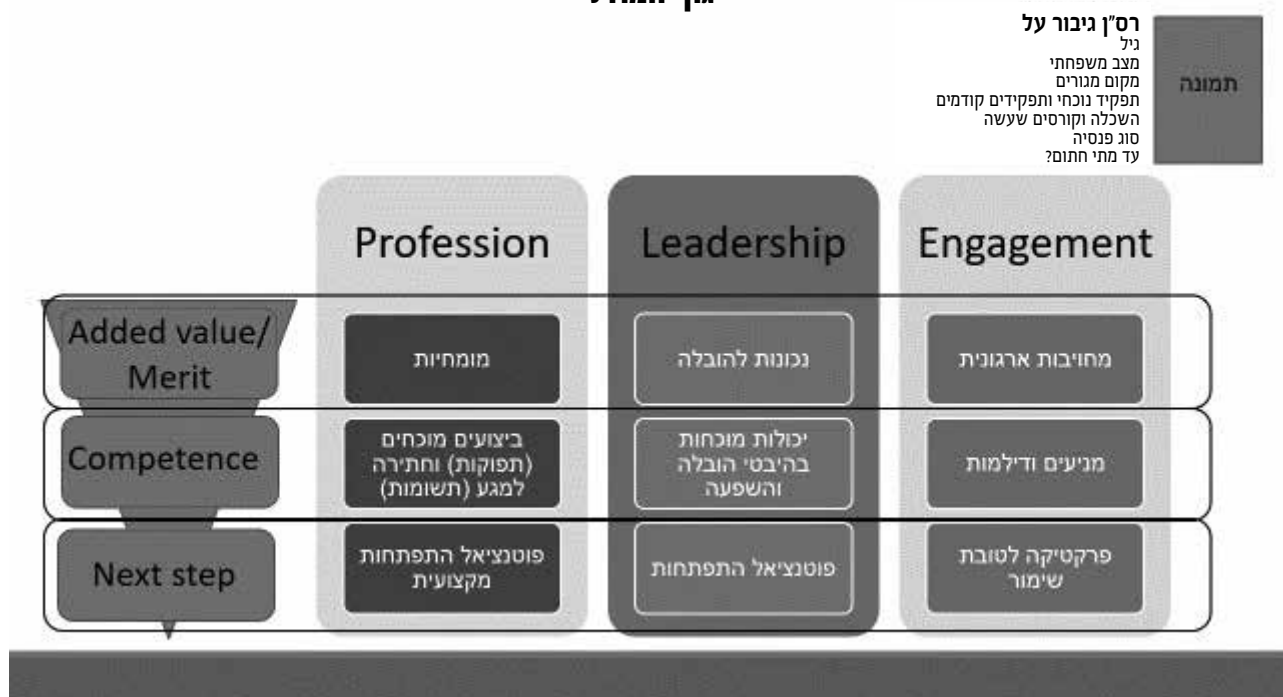 רס"ן גיבור על
גיל
מצב משפחתי
מקום מגורים
תפקיד נוכחי ותפקידים קודמים
השכלה וקורסים שעשה
סוג פנסיה
עד מתי חתום?
תמונה
Profession
Leadership
Engagement
Added value/
Merit
מומחיות
נכונות להובלה
מחויבות ארגונית
Competence
ביצועים מוכחים
(תפוקות) וחתירה
למגע (תשומות)
יכולות מוכחות
בהיבטי הובלה
והשפעה
מניעים ודילמות
Next step
פוטנציאל התפתחות
מקצועית
פוטנציאל התפתחות
פרקטיקה לטובת
שימור